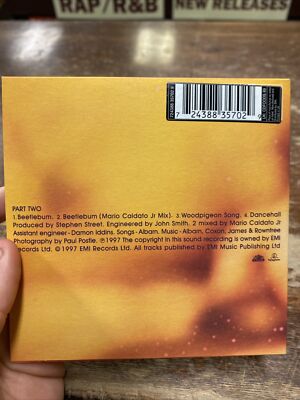 RAP/R&B
NEW RELEASES
7 24388 35702
PART TWO
1.Beetlebum. 2.Beetlebum (Mario Caldato Jr Mix). 3.Woodpigeon Song. 4.Dancehall
Produced by Stephen Street. Engineered by John Smith. 2 mixed by Mario Caldato Jr
Assistant engineer - Damon Iddins. Songs - Albarn. Music - Albarn, Coxon, James & Rowntree
Photography by Paul Postle. ℗1997 The copyright in this sound recording is owned by EMI
Records Ltd. © 1997 EMI Records Ltd. All tracks published by EMI Music Publishing Ltd